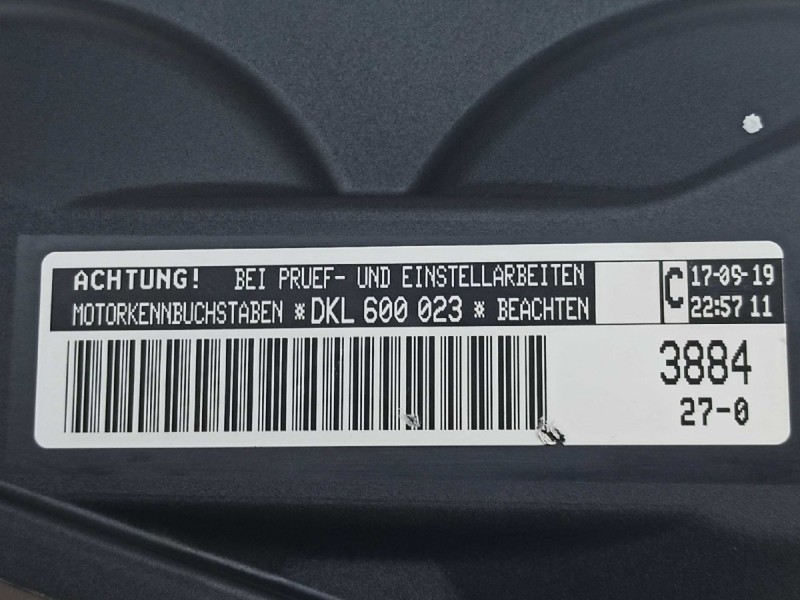 ACHTUNG! BEI PRUEF- UND EINSTELLARBEITEN
MOTORKENNBUCHSTABEN *DKL 600 023* BEACHTEN
C
17-09-19
22:57 11
3884
27-0